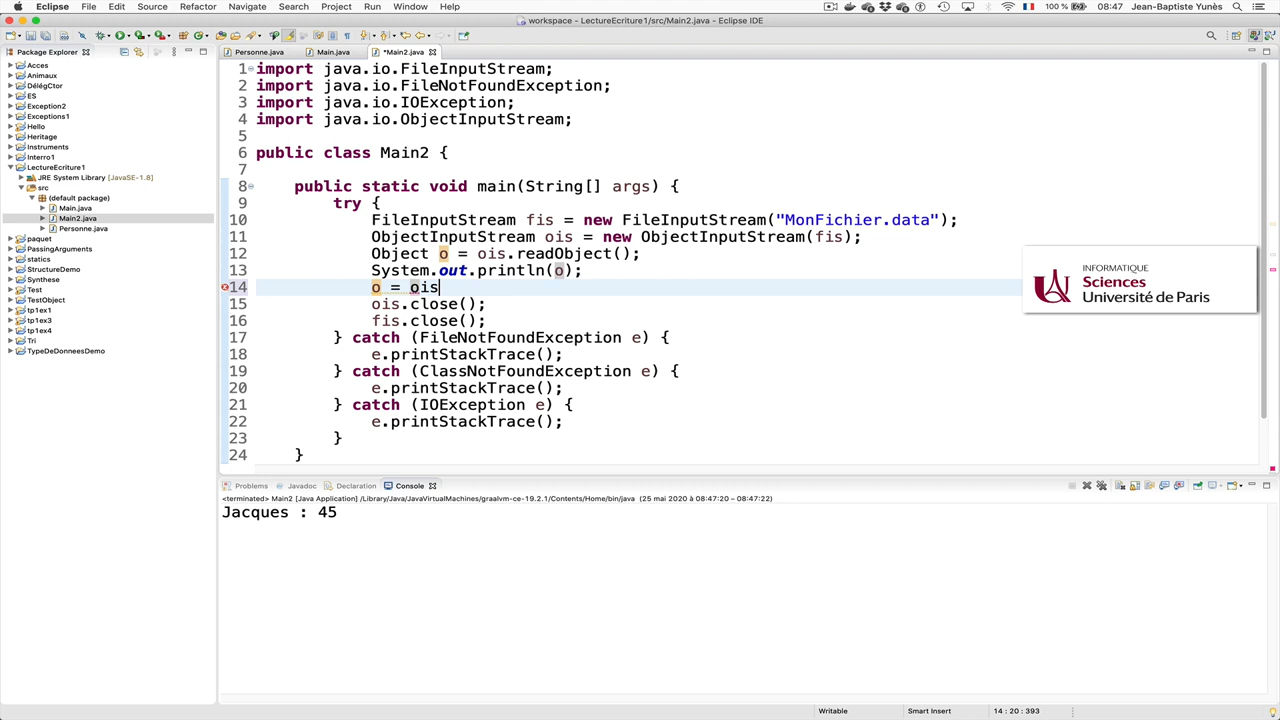 Eclipse File Edit Source Refactor Navigate Search Project Run Window Help 100 % Lun. 25 mai 08:47 Jean-Baptiste Yunès
workspace - LectureEcriture1/src/Main2.java - Eclipse IDE
Package Explorer
Personne.java Main.java *Main2.java
Acces
Animaux
DélégCtor
ES
Exception2
Exceptions1
Hello
Heritage
Instruments
Interro1
LectureEcriture1
JRE System Library [JavaSE-1.8]
src
(default package)
Main.java
Main2.java
Personne.java
paquet
PassingArguments
statics
StructureDemo
Synthese
Test
TestObject
tp1ex1
tp1ex3
tp1ex4
Tri
TypeDeDonneesDemo
1 import java.io.FileInputStream;
2 import java.io.FileNotFoundException;
3 import java.io.IOException;
4 import java.io.ObjectInputStream;
5
6 public class Main2 {
7
8 public static void main(String[] args) {
9 try {
10 FileInputStream fis = new FileInputStream("MonFichier.data");
11 ObjectInputStream ois = new ObjectInputStream(fis);
12 Object o = ois.readObject();
13 System.out.println(o);
14 o = ois
15 ois.close();
16 fis.close();
17 } catch (FileNotFoundException e) {
18 e.printStackTrace();
19 } catch (ClassNotFoundException e) {
20 e.printStackTrace();
21 } catch (IOException e) {
22 e.printStackTrace();
23 }
24 }
INFORMATIQUE
Sciences
Université de Paris
Problems Javadoc Declaration Console
<terminated> Main2 [Java Application] /Library/Java/JavaVirtualMachines/graalvm-ce-19.2.1/Contents/Home/bin/java (25 mai 2020 à 08:47:20 – 08:47:22)
Jacques : 45
Writable Smart Insert 14 : 20 : 393